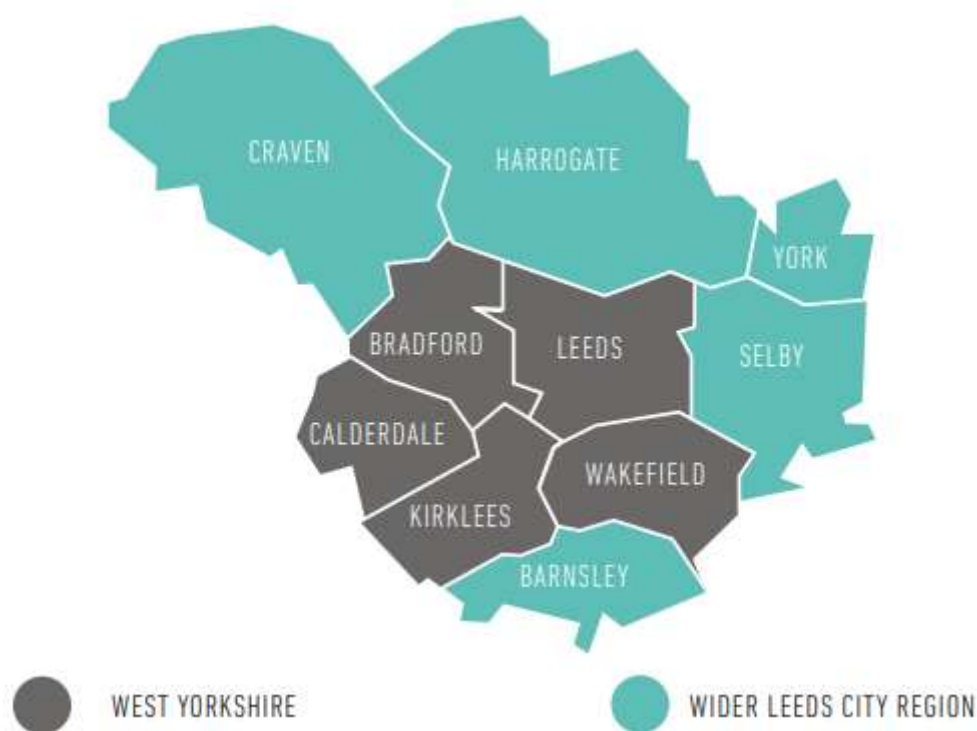 CRAVEN
HARROGATE
YORK
BRADFORD
LEEDS
SELBY
CALDERDALE
WAKEFIELD
KIRKLEES
BARNSLEY
WEST YORKSHIRE
WIDER LEEDS CITY REGION